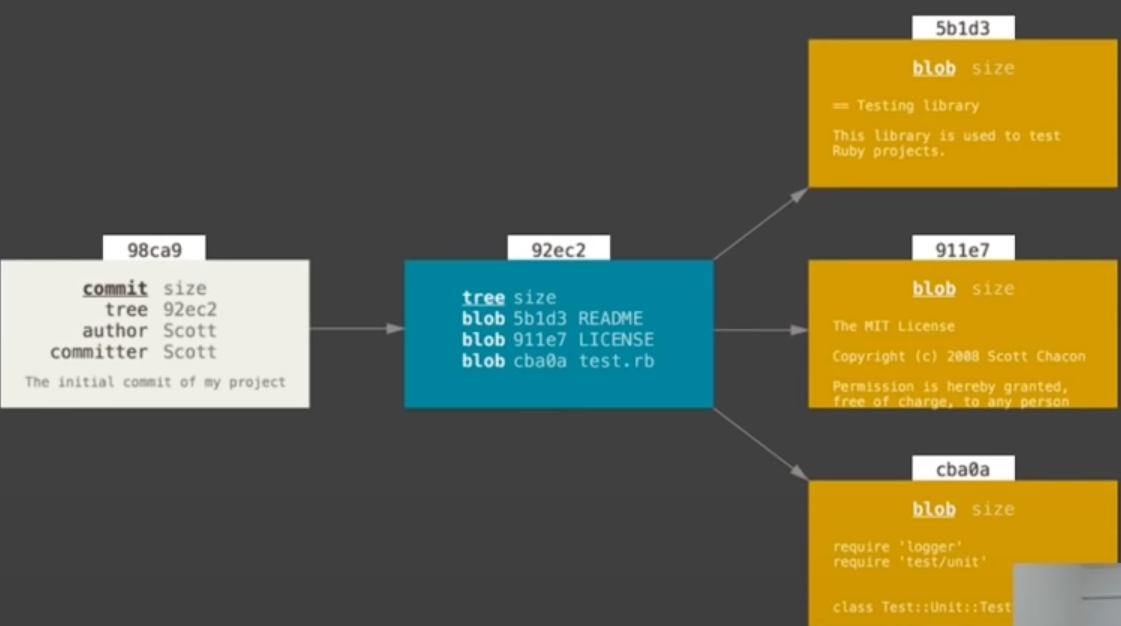 98ca9
commit size
tree 92ec2
author Scott
committer Scott
The initial commit of my project
92ec2
tree size
blob 5b1d3 README
blob 911e7 LICENSE
blob cba0a test.rb
5b1d3
blob size
== Testing library
This library is used to test
Ruby projects.
911e7
blob size
The MIT License
Copyright (c) 2008 Scott Chacon
Permission is hereby granted,
free of charge, to any person
cba0a
blob size
require 'logger'
require 'test/unit'
class Test::Unit::Test